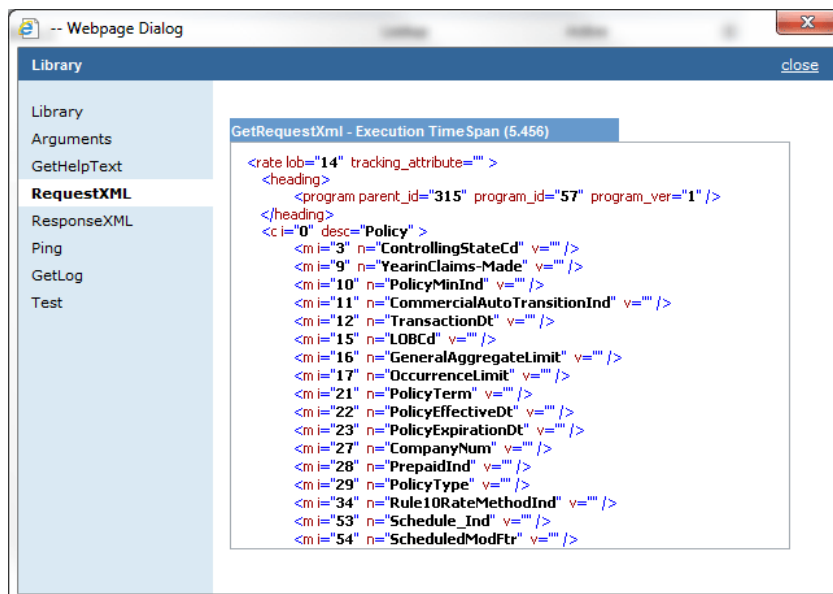 -- Webpage Dialog
X
Library
close
Library
Arguments
GetHelpText
RequestXML
ResponseXML
Ping
GetLog
Test
GetRequestXml - Execution TimeSpan (5.456)
<rate lob="14" tracking_attribute="" >
<heading>
<program parent_id="315" program_id="57" program_ver="1" />
</heading>
<c i="0" desc="Policy" >
<m i="3" n="ControllingStateCd" v="" />
<m i="9" n="YearinClaims-Made" v="" />
<m i="10" n="PolicyMinInd" v="" />
<m i="11" n="CommercialAutoTransitionInd" v="" />
<m i="12" n="TransactionDt" v="" />
<m i="15" n="LOBCd" v="" />
<m i="16" n="GeneralAggregateLimit" v="" />
<m i="17" n="OccurrenceLimit" v="" />
<m i="21" n="PolicyTerm" v="" />
<m i="22" n="PolicyEffectiveDt" v="" />
<m i="23" n="PolicyExpirationDt" v="" />
<m i="27" n="CompanyNum" v="" />
<m i="28" n="PrepaidInd" v="" />
<m i="29" n="PolicyType" v="" />
<m i="34" n="Rule10RateMethodInd" v="" />
<m i="53" n="Schedule_Ind" v="" />
<m i="54" n="ScheduledModFtr" v="" />